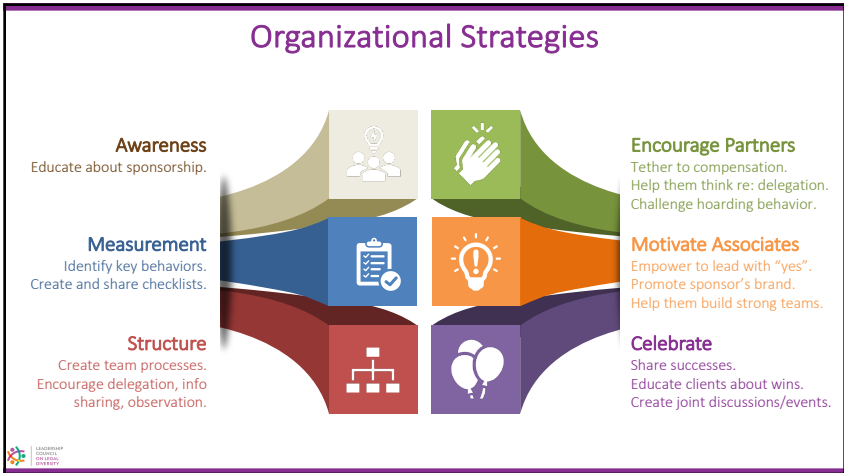 Organizational Strategies
Awareness
Educate about sponsorship.
Measurement
Identify key behaviors.
Create and share checklists.
Structure
Create team processes.
Encourage delegation, info
sharing, observation.
Encourage Partners
Tether to compensation.
Help them think re: delegation.
Challenge hoarding behavior.
Motivate Associates
Empower to lead with “yes”.
Promote sponsor’s brand.
Help them build strong teams.
Celebrate
Share successes.
Educate clients about wins.
Create joint discussions/events.
LEADERSHIP
COUNCIL
ON LEGAL
DIVERSITY